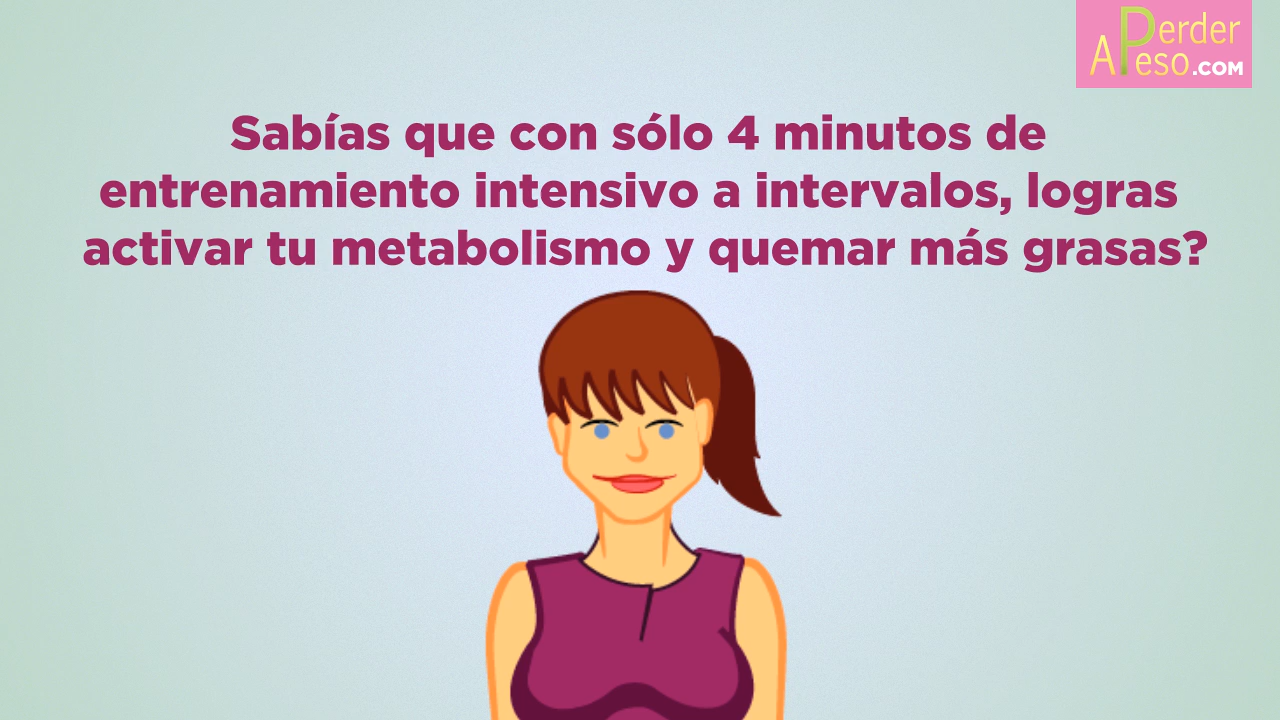 A Perder Peso.COM
Sabías que con sólo 4 minutos de
entrenamiento intensivo a intervalos, logras
activar tu metabolismo y quemar más grasas?